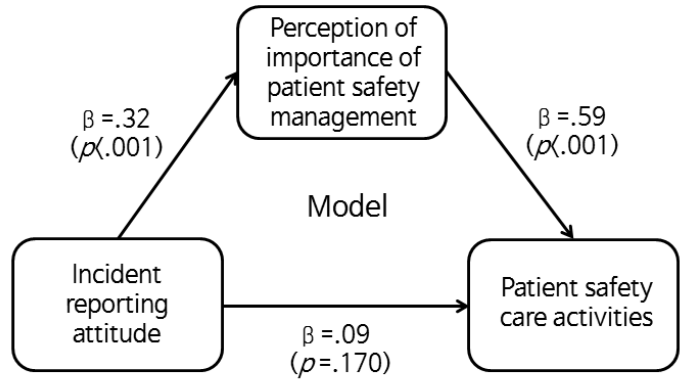 Perception of
importance of
patient safety
management
β =.32
(p⟨.001)
β =.59
(p⟨.001)
Model
Incident
reporting
attitude
Patient safety
care activities
β =.09
(p =.170)